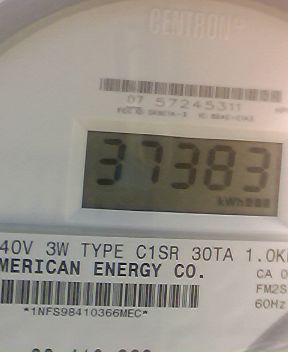 CENTRON
07 57245311
37383
kWh
40V 3W TYPE C1SR 30TA 1.0K
MERICAN ENERGY CO.
CA 0
FM2S
60Hz
*1NFS98410366MEC*